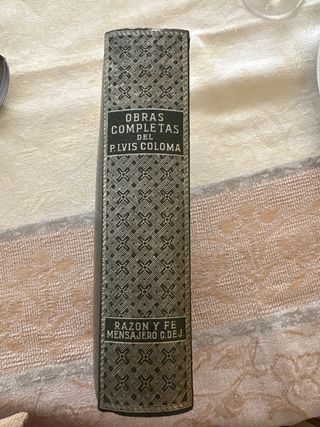 OBRAS
COMPLETAS
DEL
P. LVIS COLOMA
RAZON Y FE
MENSAJERO C. DE J.